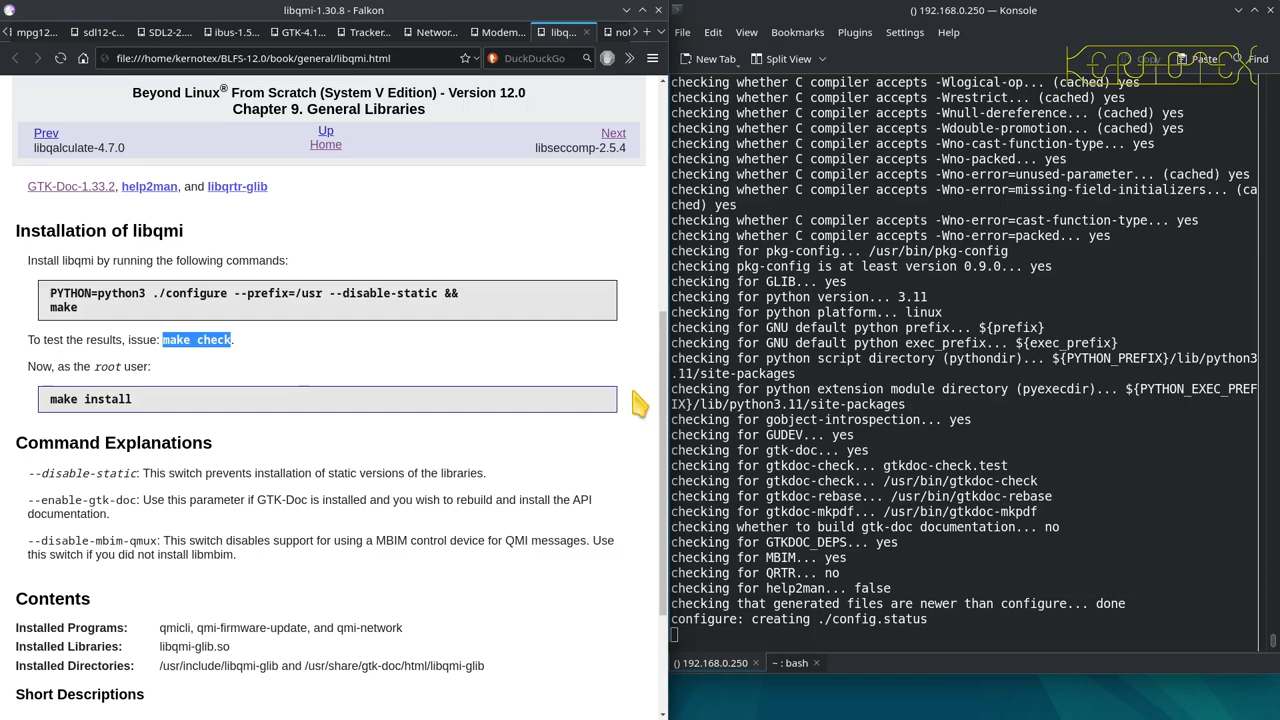 libqmi-1.30.8 - Falkon
mpg12...
sdl12-c...
SDL2-2....
ibus-1.5...
GTK-4.1...
Tracker...
Networ...
Modem...
libq...
not
file:///home/kernotex/BLFS-12.0/book/general/libqmi.html
DuckDuckGo
Beyond Linux® From Scratch (System V Edition) - Version 12.0
Chapter 9. General Libraries
Prev
Up
Next
libqalculate-4.7.0
Home
libseccomp-2.5.4
GTK-Doc-1.33.2, help2man, and libqrtr-glib
Installation of libqmi
Install libqmi by running the following commands:
PYTHON=python3 ./configure --prefix=/usr --disable-static &&
make
To test the results, issue: make check.
Now, as the root user:
make install
Command Explanations
--disable-static: This switch prevents installation of static versions of the libraries.
--enable-gtk-doc: Use this parameter if GTK-Doc is installed and you wish to rebuild and install the API
documentation.
--disable-mbim-qmux: This switch disables support for using a MBIM control device for QMI messages. Use
this switch if you did not install libmbim.
Contents
Installed Programs: qmicli, qmi-firmware-update, and qmi-network
Installed Libraries: libqmi-glib.so
Installed Directories: /usr/include/libqmi-glib and /usr/share/gtk-doc/html/libqmi-glib
Short Descriptions
() 192.168.0.250 — Konsole
File Edit View Bookmarks Plugins Settings Help
New Tab
Split View
Copy
Paste
Find
KERNOTEX
checking whether C compiler accepts -Wlogical-op... (cached) yes
checking whether C compiler accepts -Wrestrict... (cached) yes
checking whether C compiler accepts -Wnull-dereference... (cached) yes
checking whether C compiler accepts -Wdouble-promotion... (cached) yes
checking whether C compiler accepts -Wno-cast-function-type... yes
checking whether C compiler accepts -Wno-packed... yes
checking whether C compiler accepts -Wno-error=unused-parameter... (cached) yes
checking whether C compiler accepts -Wno-error=missing-field-initializers... (ca
ched) yes
checking whether C compiler accepts -Wno-error=cast-function-type... yes
checking whether C compiler accepts -Wno-error=packed... yes
checking for pkg-config... /usr/bin/pkg-config
checking pkg-config is at least version 0.9.0... yes
checking for GLIB... yes
checking for python version... 3.11
checking for python platform... linux
checking for GNU default python prefix... ${prefix}
checking for GNU default python exec_prefix... ${exec_prefix}
checking for python script directory (pythondir)... ${PYTHON_PREFIX}/lib/python3
.11/site-packages
checking for python extension module directory (pyexecdir)... ${PYTHON_EXEC_PREF
IX}/lib/python3.11/site-packages
checking for gobject-introspection... yes
checking for GUDEV... yes
checking for gtk-doc... yes
checking for gtkdoc-check... gtkdoc-check.test
checking for gtkdoc-check... /usr/bin/gtkdoc-check
checking for gtkdoc-rebase... /usr/bin/gtkdoc-rebase
checking for gtkdoc-mkpdf... /usr/bin/gtkdoc-mkpdf
checking whether to build gtk-doc documentation... no
checking for GTKDOC_DEPS... yes
checking for MBIM... yes
checking for QRTR... no
checking for help2man... false
checking that generated files are newer than configure... done
configure: creating ./config.status
() 192.168.0.250
~ : bash